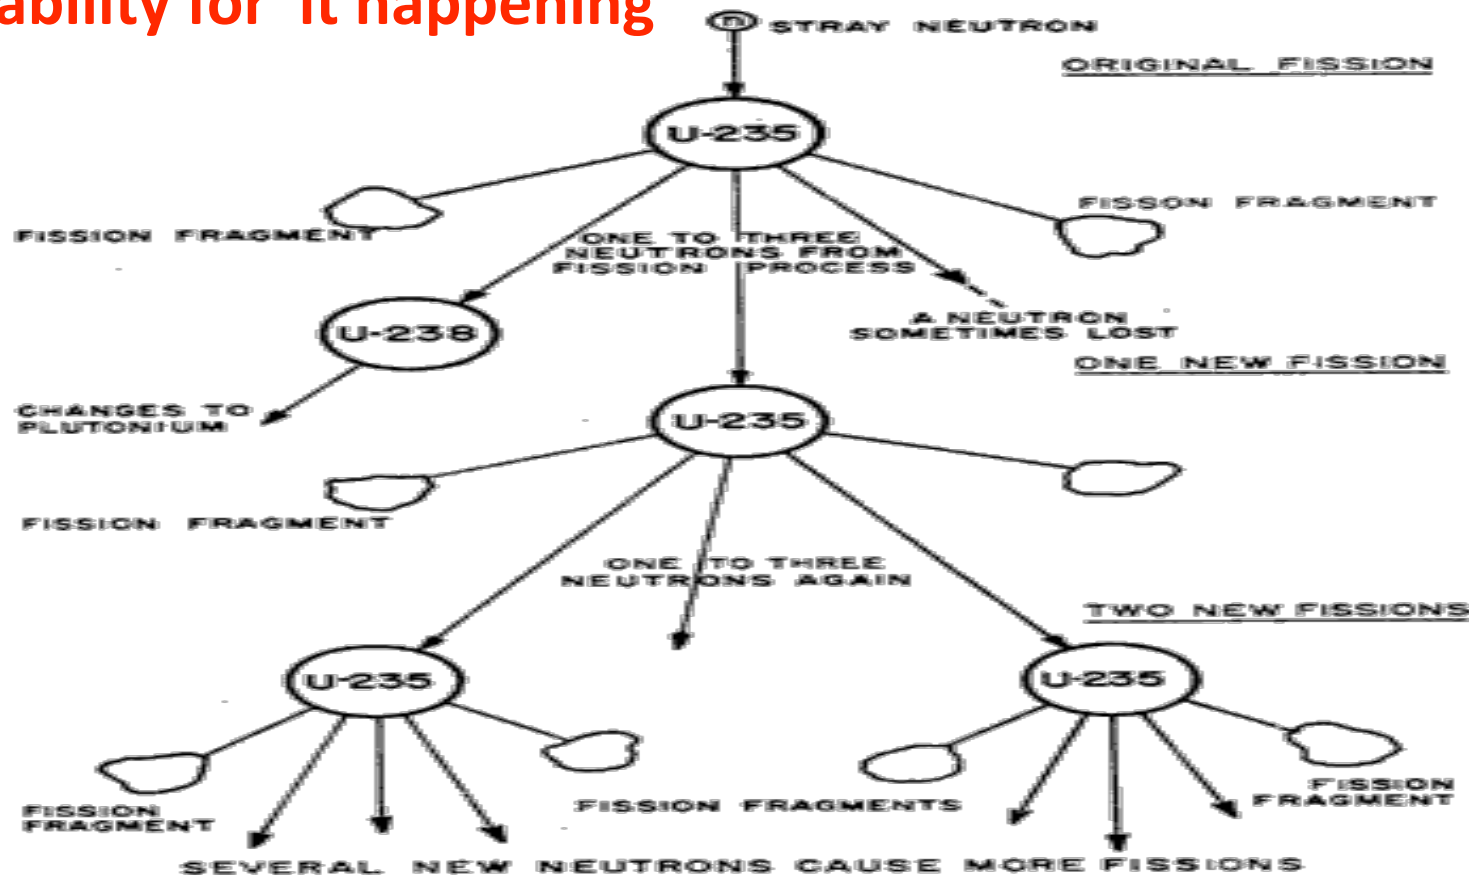 ability for it happening
n STRAY NEUTRON
ORIGINAL FISSION
U-235
FISSON FRAGMENT
FISSION FRAGMENT
ONE TO THREE
NEUTRONS FROM
FISSION PROCESS
A NEUTRON
SOMETIMES LOST
U-238
ONE NEW FISSION
CHANGES TO
PLUTONIUM
U-235
FISSION FRAGMENT
ONE TO THREE
NEUTRONS AGAIN
TWO NEW FISSIONS
U-235
U-235
FISSION
FRAGMENT
FISSION FRAGMENTS
FISSION
FRAGMENT
SEVERAL NEW NEUTRONS CAUSE MORE FISSIONS